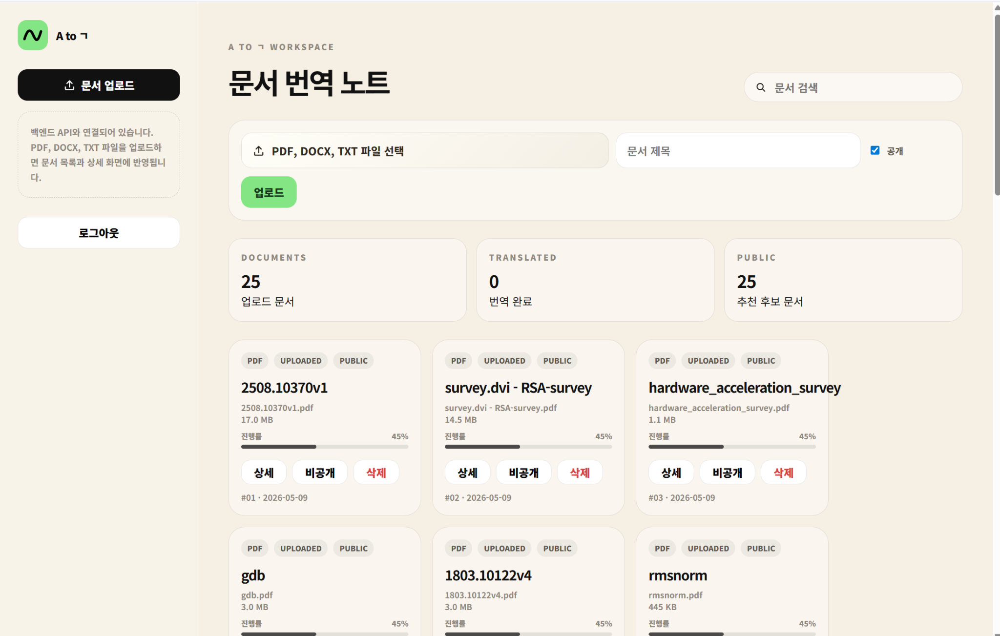 A to ㄱ
문서 업로드
백엔드 API와 연결되어 있습니다.
PDF, DOCX, TXT 파일을 업로드하
면 문서 목록과 상세 화면에 반영됩니
다.
로그아웃
A TO ㄱ WORKSPACE
문서 번역 노트
문서 검색
PDF, DOCX, TXT 파일 선택
문서 제목
공개
업로드
DOCUMENTS
25
업로드 문서
TRANSLATED
0
번역 완료
PUBLIC
25
추천 후보 문서
PDF UPLOADED PUBLIC
2508.10370v1
2508.10370v1.pdf
17.0 MB
진행률 45%
상세 비공개 삭제
#01 · 2026-05-09
PDF UPLOADED PUBLIC
survey.dvi - RSA-survey
survey.dvi - RSA-survey.pdf
14.5 MB
진행률 45%
상세 비공개 삭제
#02 · 2026-05-09
PDF UPLOADED PUBLIC
hardware_acceleration_survey
hardware_acceleration_survey.pdf
1.1 MB
진행률 45%
상세 비공개 삭제
#03 · 2026-05-09
PDF UPLOADED PUBLIC
gdb
gdb.pdf
3.0 MB
진행률 45%
PDF UPLOADED PUBLIC
1803.10122v4
1803.10122v4.pdf
3.0 MB
진행률 45%
PDF UPLOADED PUBLIC
rmsnorm
rmsnorm.pdf
445 KB
진행률 45%